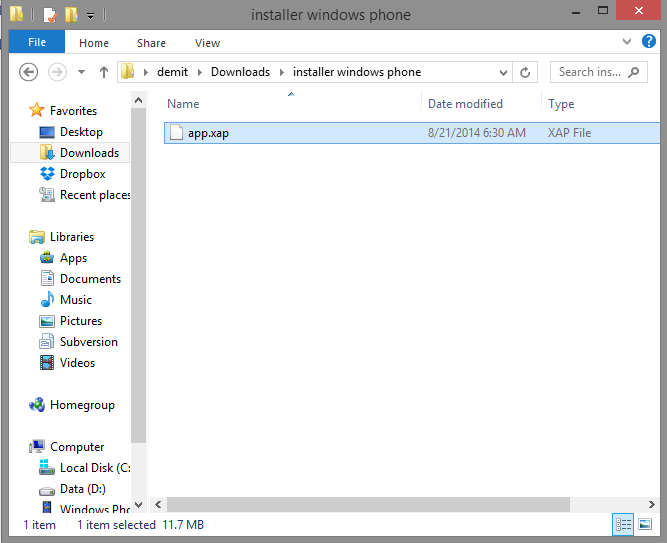 installer windows phone
File Home Share View
demit Downloads installer windows phone Search ins...
Name Date modified Type
app.xap 8/21/2014 6:30 AM XAP File
Favorites
Desktop
Downloads
Dropbox
Recent places
Libraries
Apps
Documents
Music
Pictures
Subversion
Videos
Homegroup
Computer
Local Disk (C:
Data (D:)
Windows Pho
1 item 1 item selected 11.7 MB